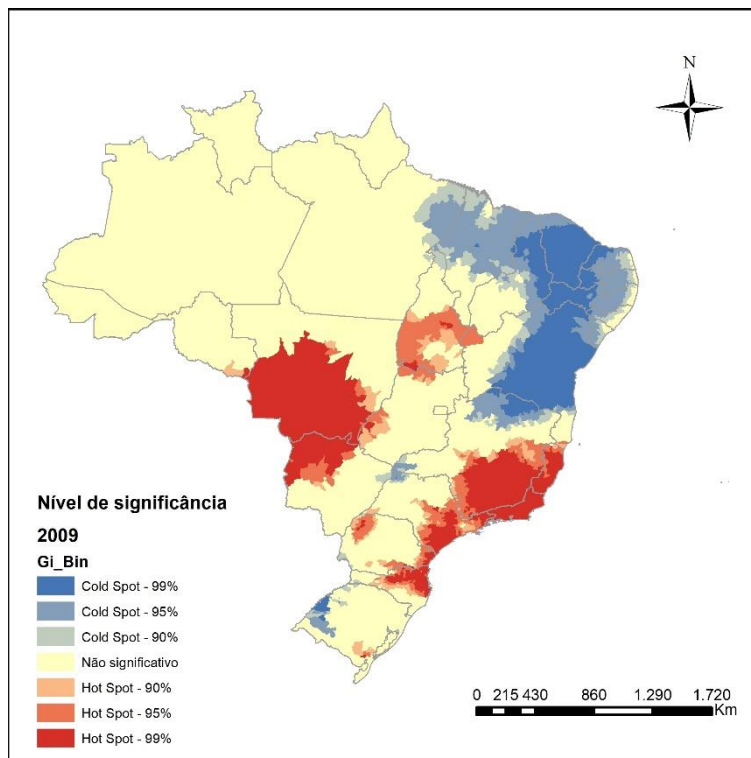 N
Nível de significância
2009
Gi_Bin
Cold Spot - 99%
Cold Spot - 95%
Cold Spot - 90%
Não significativo
Hot Spot - 90%
Hot Spot - 95%
Hot Spot - 99%
0 215 430 860 1.290 1.720
Km